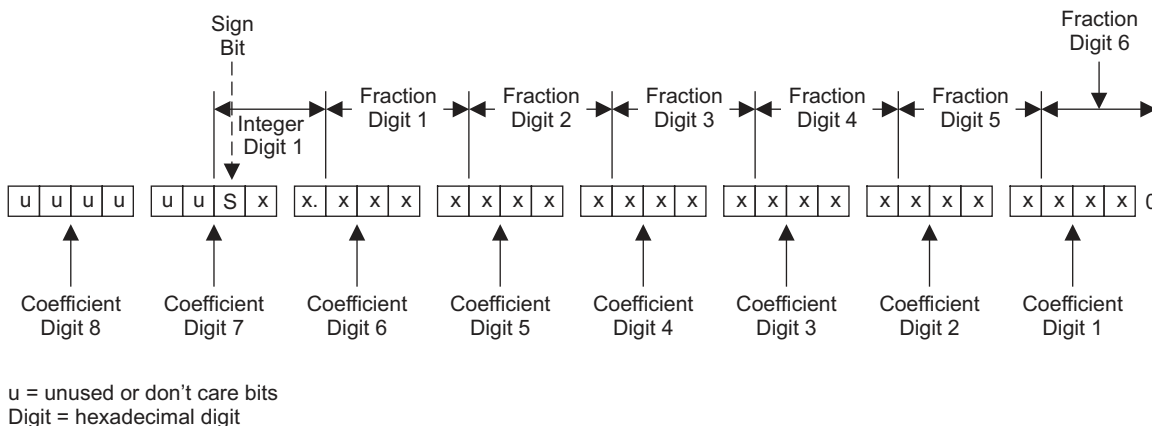 Sign
Bit
Fraction
Digit 6
Integer
Digit 1
Fraction
Digit 1
Fraction
Digit 2
Fraction
Digit 3
Fraction
Digit 4
Fraction
Digit 5
u u u u u u S x x. x x x x x x x x x x x x x x x x x x x x x x x 0
Coefficient
Digit 8
Coefficient
Digit 7
Coefficient
Digit 6
Coefficient
Digit 5
Coefficient
Digit 4
Coefficient
Digit 3
Coefficient
Digit 2
Coefficient
Digit 1
u = unused or don’t care bits
Digit = hexadecimal digit